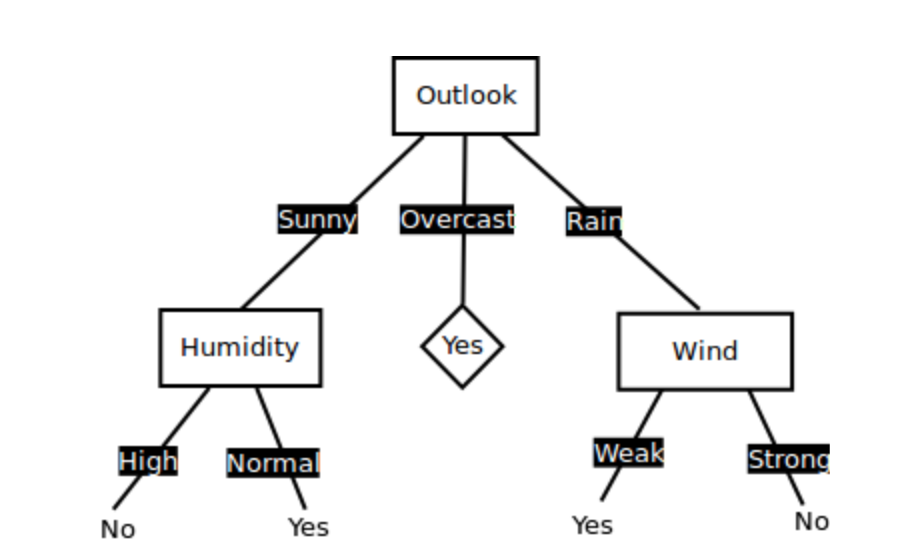 Outlook
Sunny
Overcast
Rain
Humidity
Yes
Wind
High
Normal
Weak
Strong
No
Yes
Yes
No